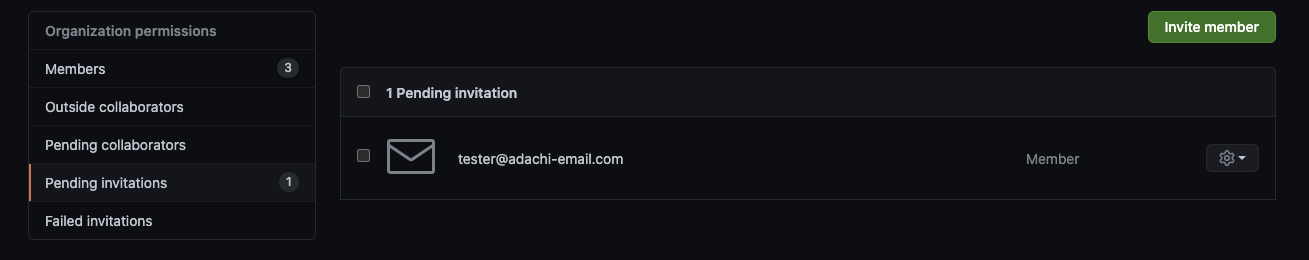 Organization permissions
Members 3
Outside collaborators
Pending collaborators
Pending invitations 1
Failed invitations
Invite member
1 Pending invitation
tester@adachi-email.com Member